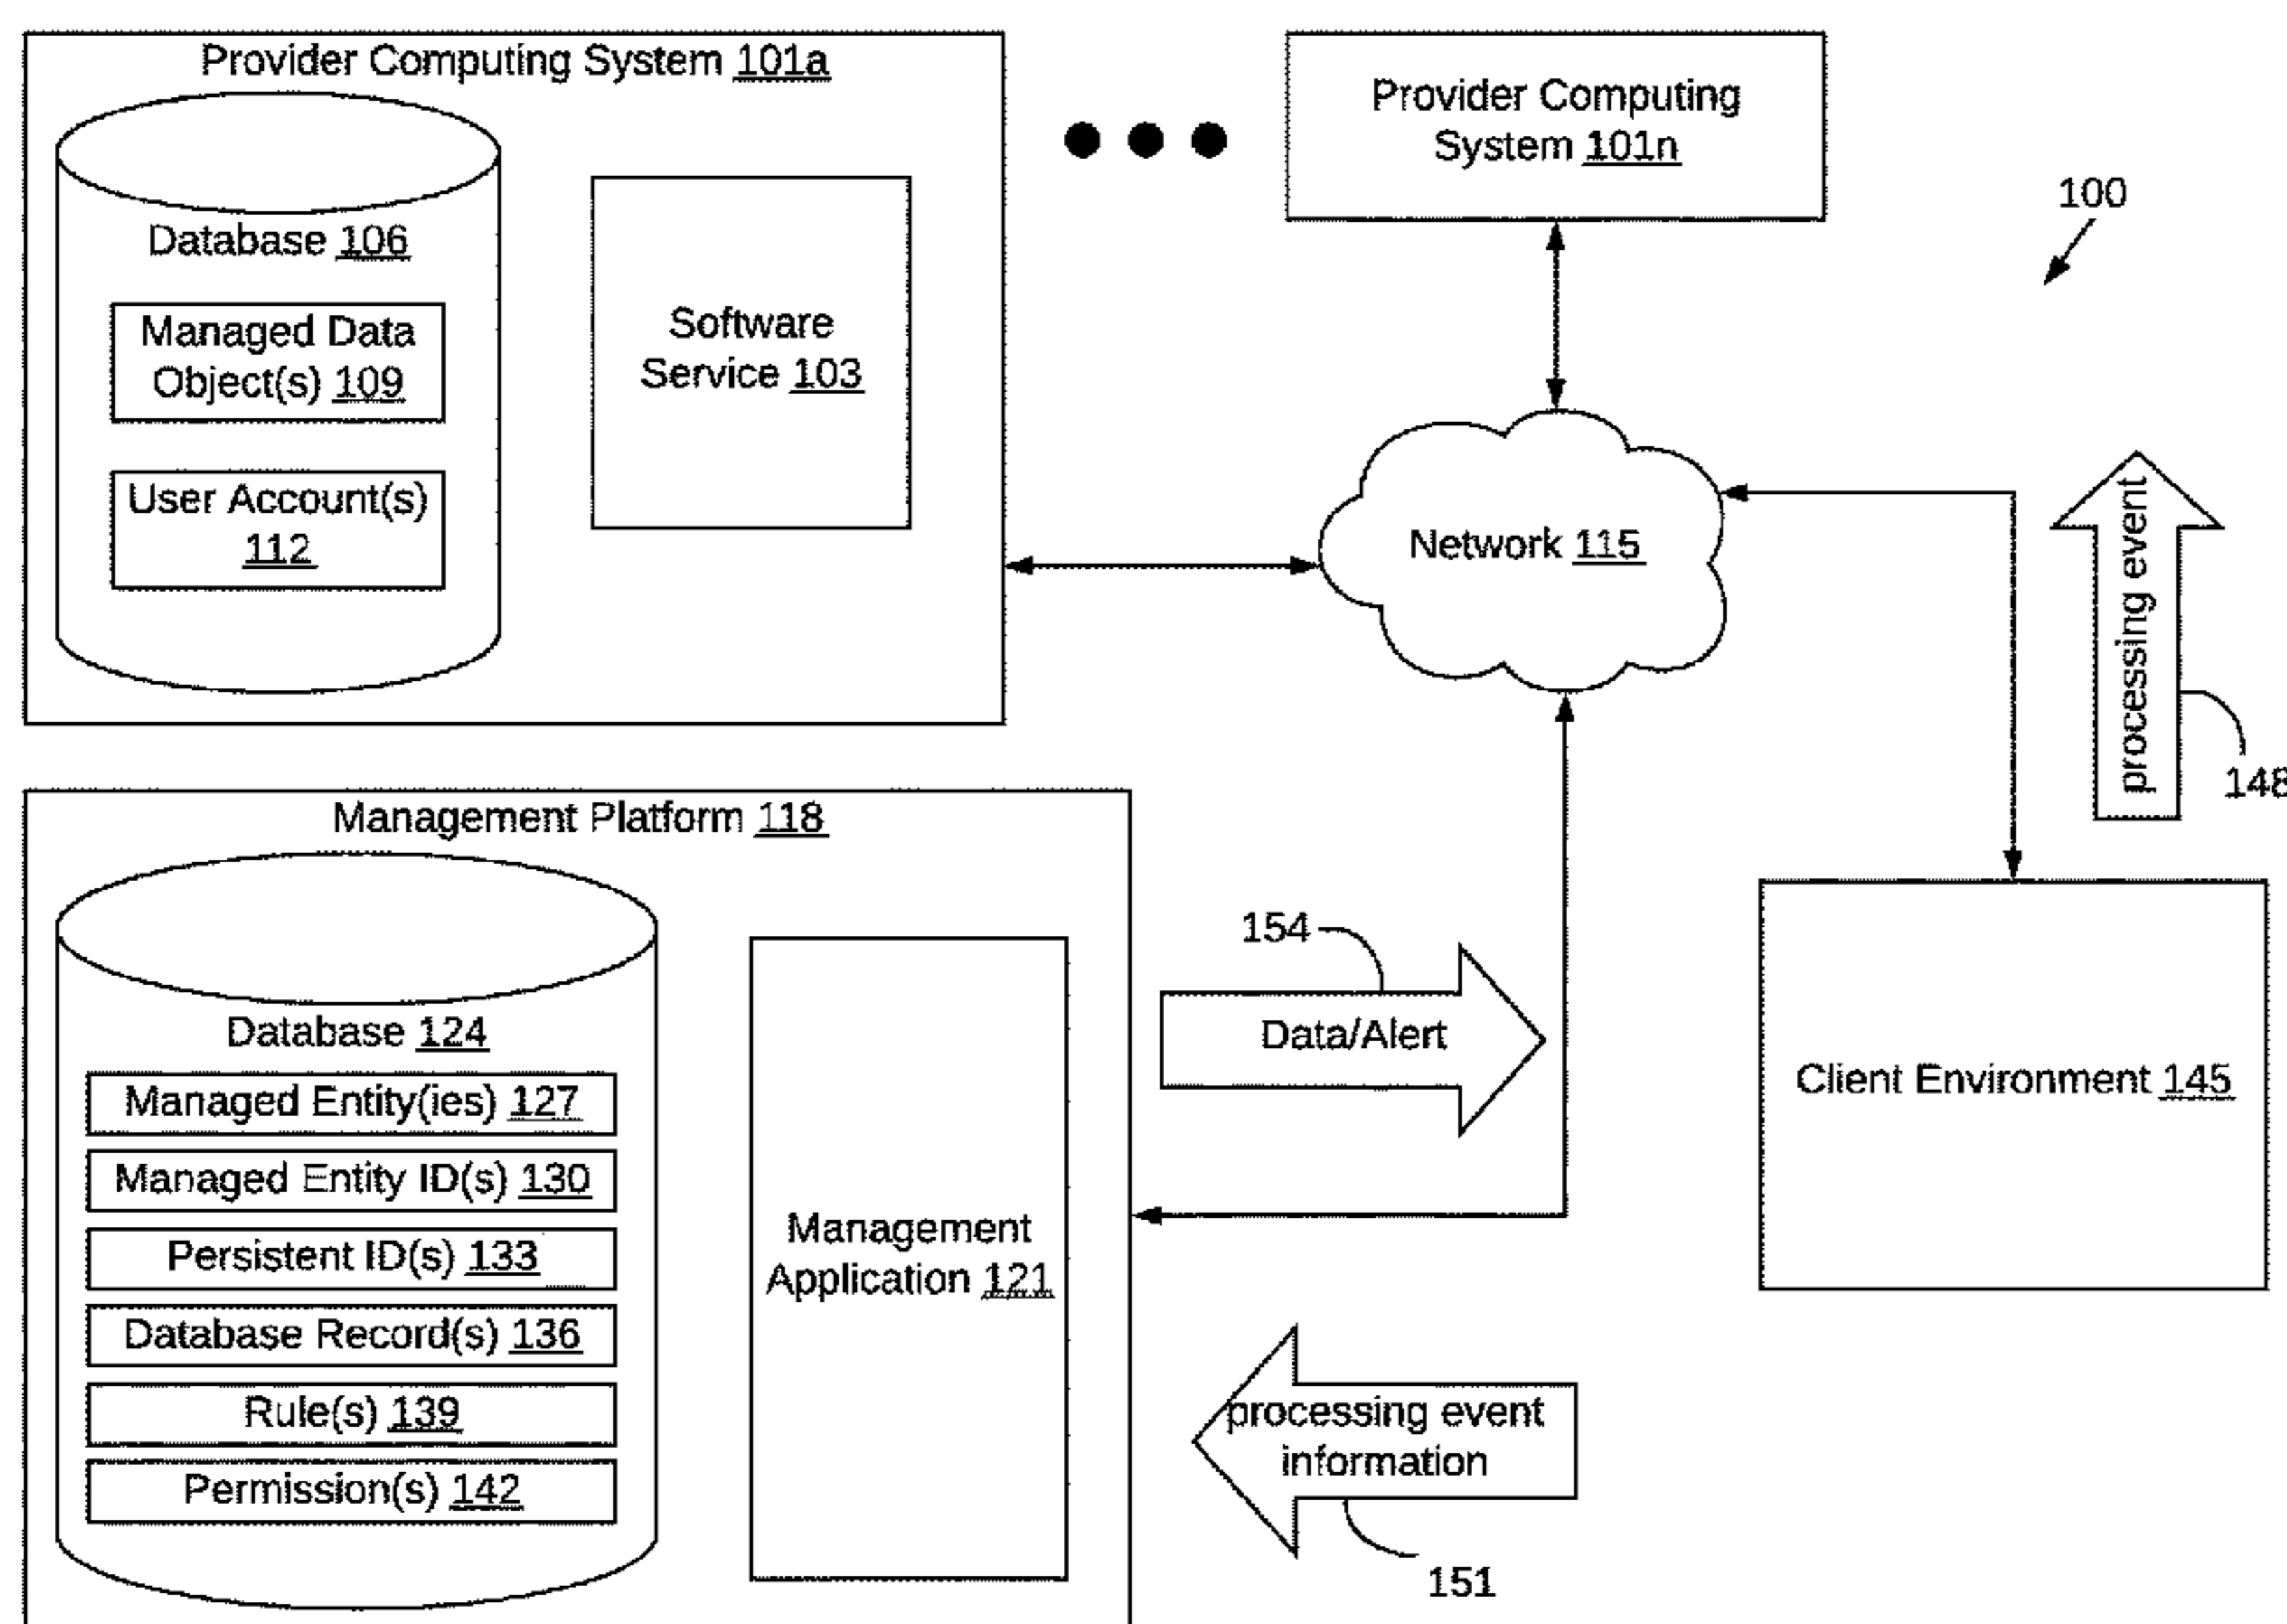 Provider Computing System 101a
Database 106
Managed Data
Object(s) 109
User Account(s)
112
Software
Service 103
Provider Computing
System 101n
100
Network 115
processing event
148
Management Platform 118
Database 124
Managed Entity(ies) 127
Managed Entity ID(s) 130
Persistent ID(s) 133
Database Record(s) 136
Rule(s) 139
Permission(s) 142
Management
Application 121
154
Data/Alert
Client Environment 145
processing event
information
151